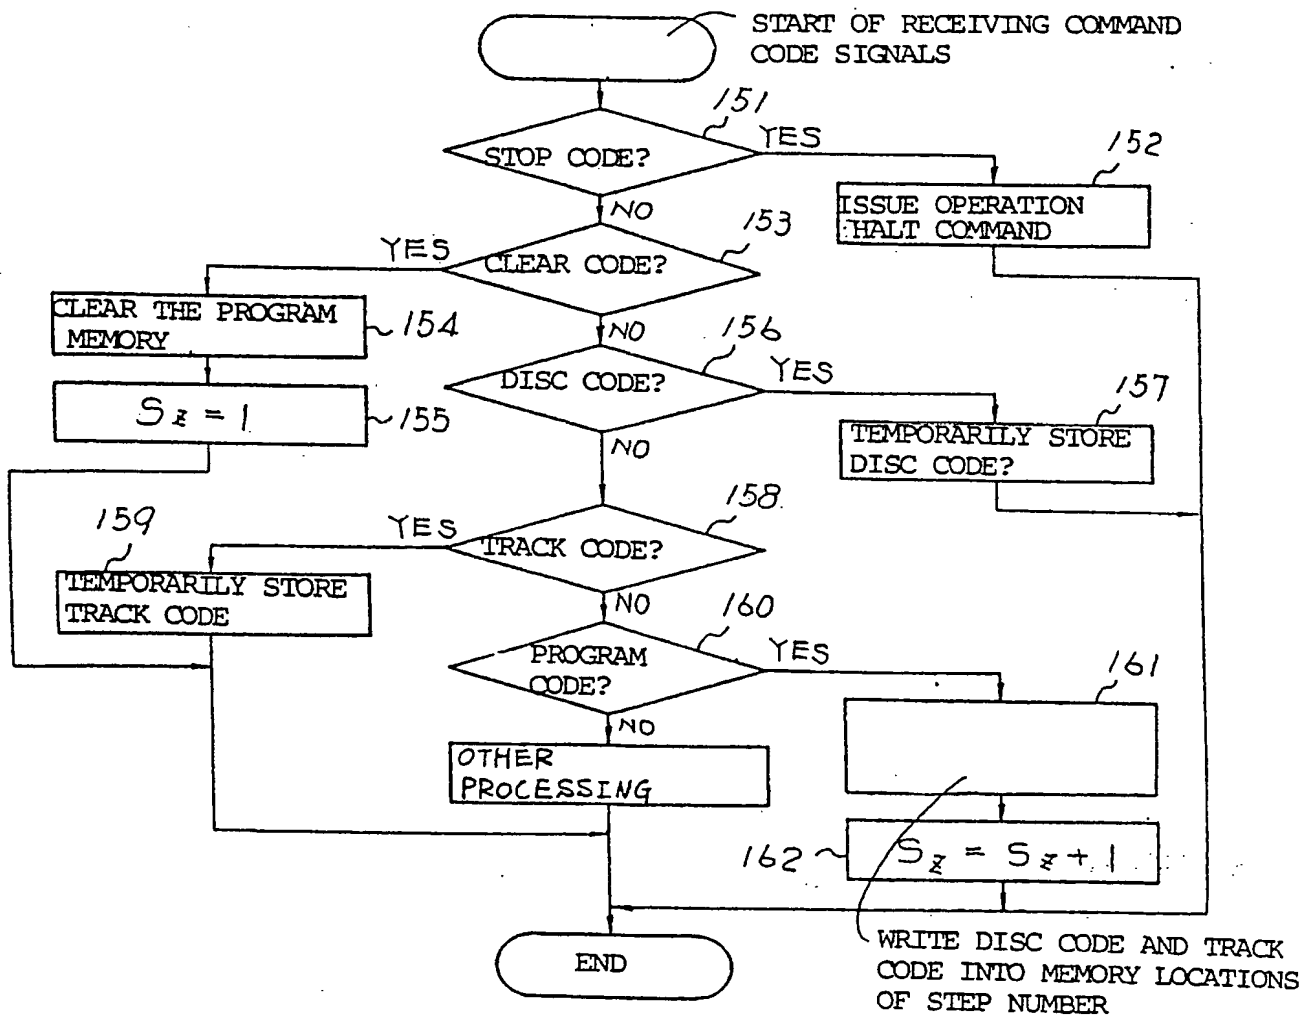 START OF RECEIVING COMMAND
CODE SIGNALS
151
STOP CODE?
YES
152
ISSUE OPERATION
HALT COMMAND
NO
153
CLEAR CODE?
YES
CLEAR THE PROGRAM
MEMORY
154
NO
156
DISC CODE?
YES
157
TEMPORARILY STORE
DISC CODE?
Sz = 1
155
NO
158
TRACK CODE?
YES
159
TEMPORARILY STORE
TRACK CODE
NO
160
PROGRAM
CODE?
YES
161
NO
OTHER
PROCESSING
162
Sz = Sz + 1
END
WRITE DISC CODE AND TRACK
CODE INTO MEMORY LOCATIONS
OF STEP NUMBER